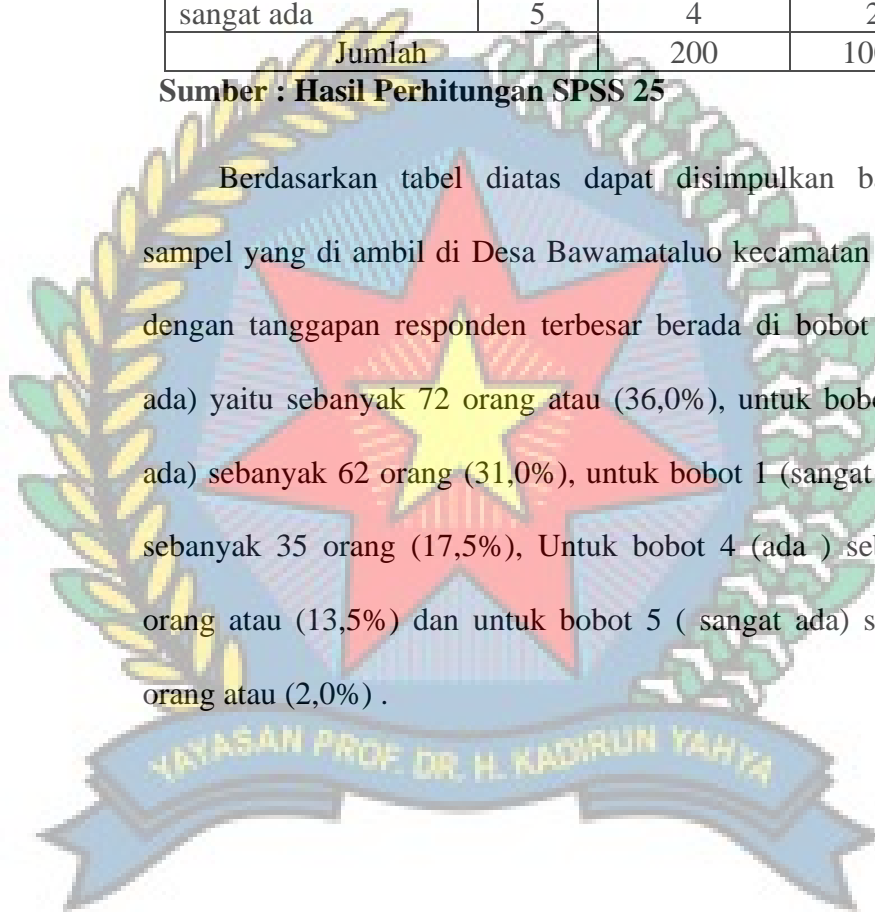 sangat ada 5 4 2
Jumlah 200 10
Sumber : Hasil Perhitungan SPSS 25
Berdasarkan tabel diatas dapat disimpulkan b
sampel yang di ambil di Desa Bawamataluo kecamatan
dengan tanggapan responden terbesar berada di bobot
ada) yaitu sebanyak 72 orang atau (36,0%), untuk bob
ada) sebanyak 62 orang (31,0%), untuk bobot 1 (sangat
sebanyak 35 orang (17,5%), Untuk bobot 4 (ada ) seb
orang atau (13,5%) dan untuk bobot 5 ( sangat ada) s
orang atau (2,0%) .
YAYASAN PROF. DR. H. KADIRUN YAHYA